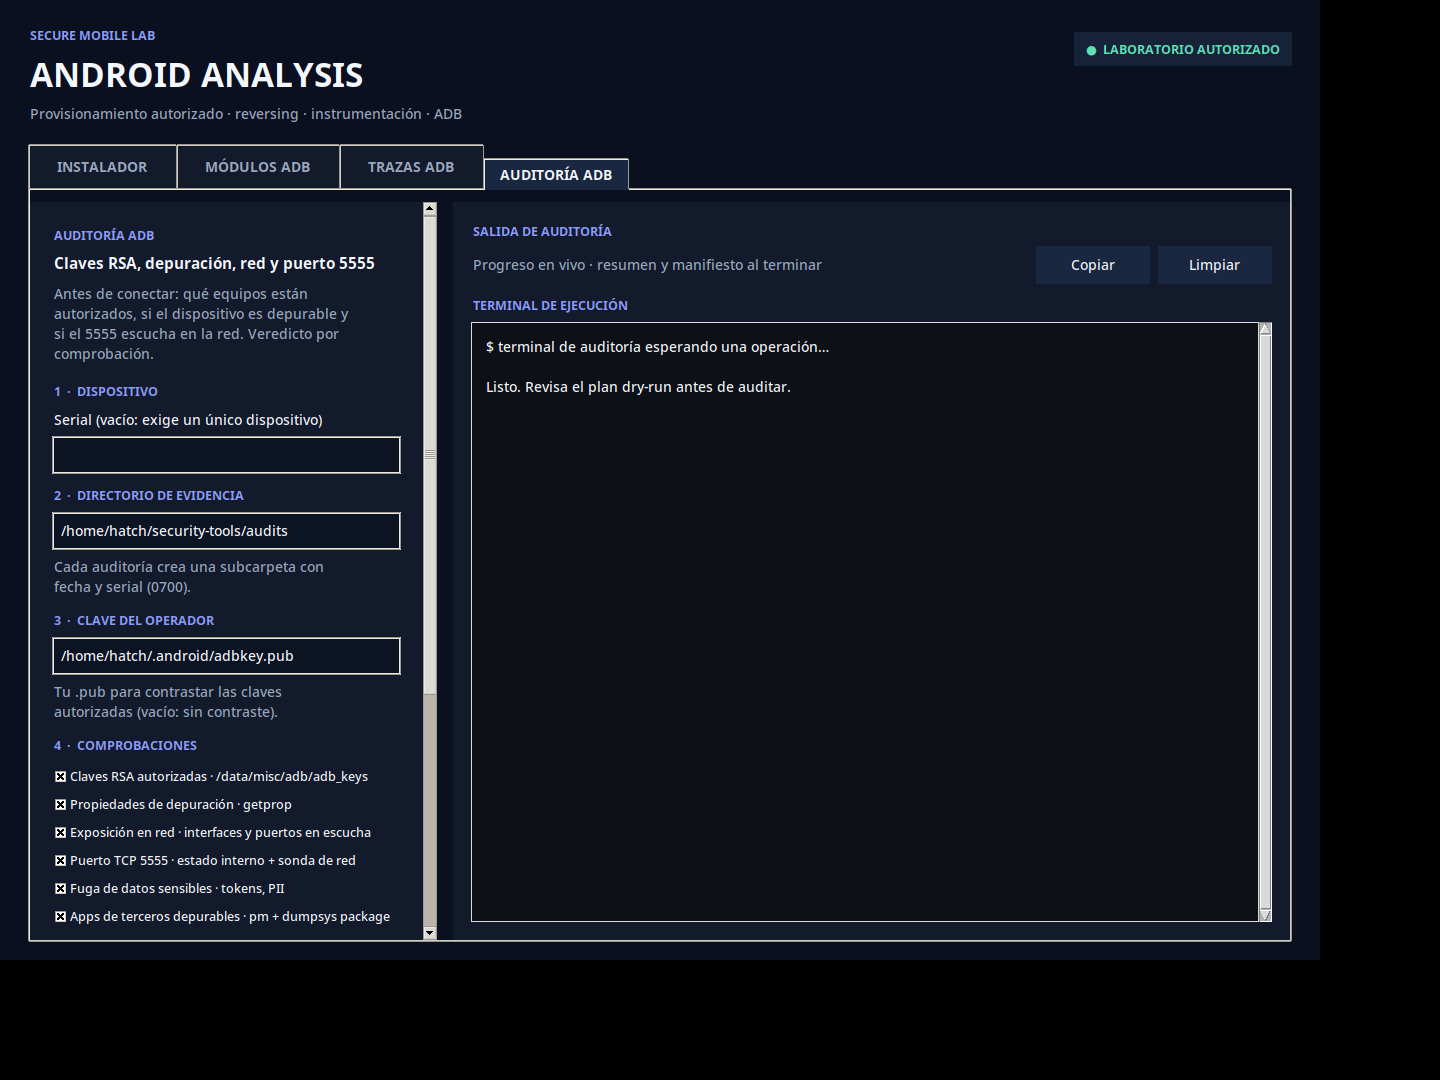 SECURE MOBILE LAB
ANDROID ANALYSIS
Provisionamiento autorizado · reversing · instrumentación · ADB
● LABORATORIO AUTORIZADO
INSTALADOR
MÓDULOS ADB
TRAZAS ADB
AUDITORÍA ADB
AUDITORÍA ADB
Claves RSA, depuración, red y puerto 5555
Antes de conectar: qué equipos están
autorizados, si el dispositivo es depurable y
si el 5555 escucha en la red. Veredicto por
comprobación.
1 · DISPOSITIVO
Serial (vacío: exige un único dispositivo)
2 · DIRECTORIO DE EVIDENCIA
/home/hatch/security-tools/audits
Cada auditoría crea una subcarpeta con
fecha y serial (0700).
3 · CLAVE DEL OPERADOR
/home/hatch/.android/adbkey.pub
Tu .pub para contrastar las claves
autorizadas (vacío: sin contraste).
4 · COMPROBACIONES
Claves RSA autorizadas · /data/misc/adb/adb_keys
Propiedades de depuración · getprop
Exposición en red · interfaces y puertos en escucha
Puerto TCP 5555 · estado interno + sonda de red
Fuga de datos sensibles · tokens, PII
Apps de terceros depurables · pm + dumpsys package
SALIDA DE AUDITORÍA
Progreso en vivo · resumen y manifiesto al terminar
Copiar
Limpiar
TERMINAL DE EJECUCIÓN
$ terminal de auditoría esperando una operación...
Listo. Revisa el plan dry-run antes de auditar.